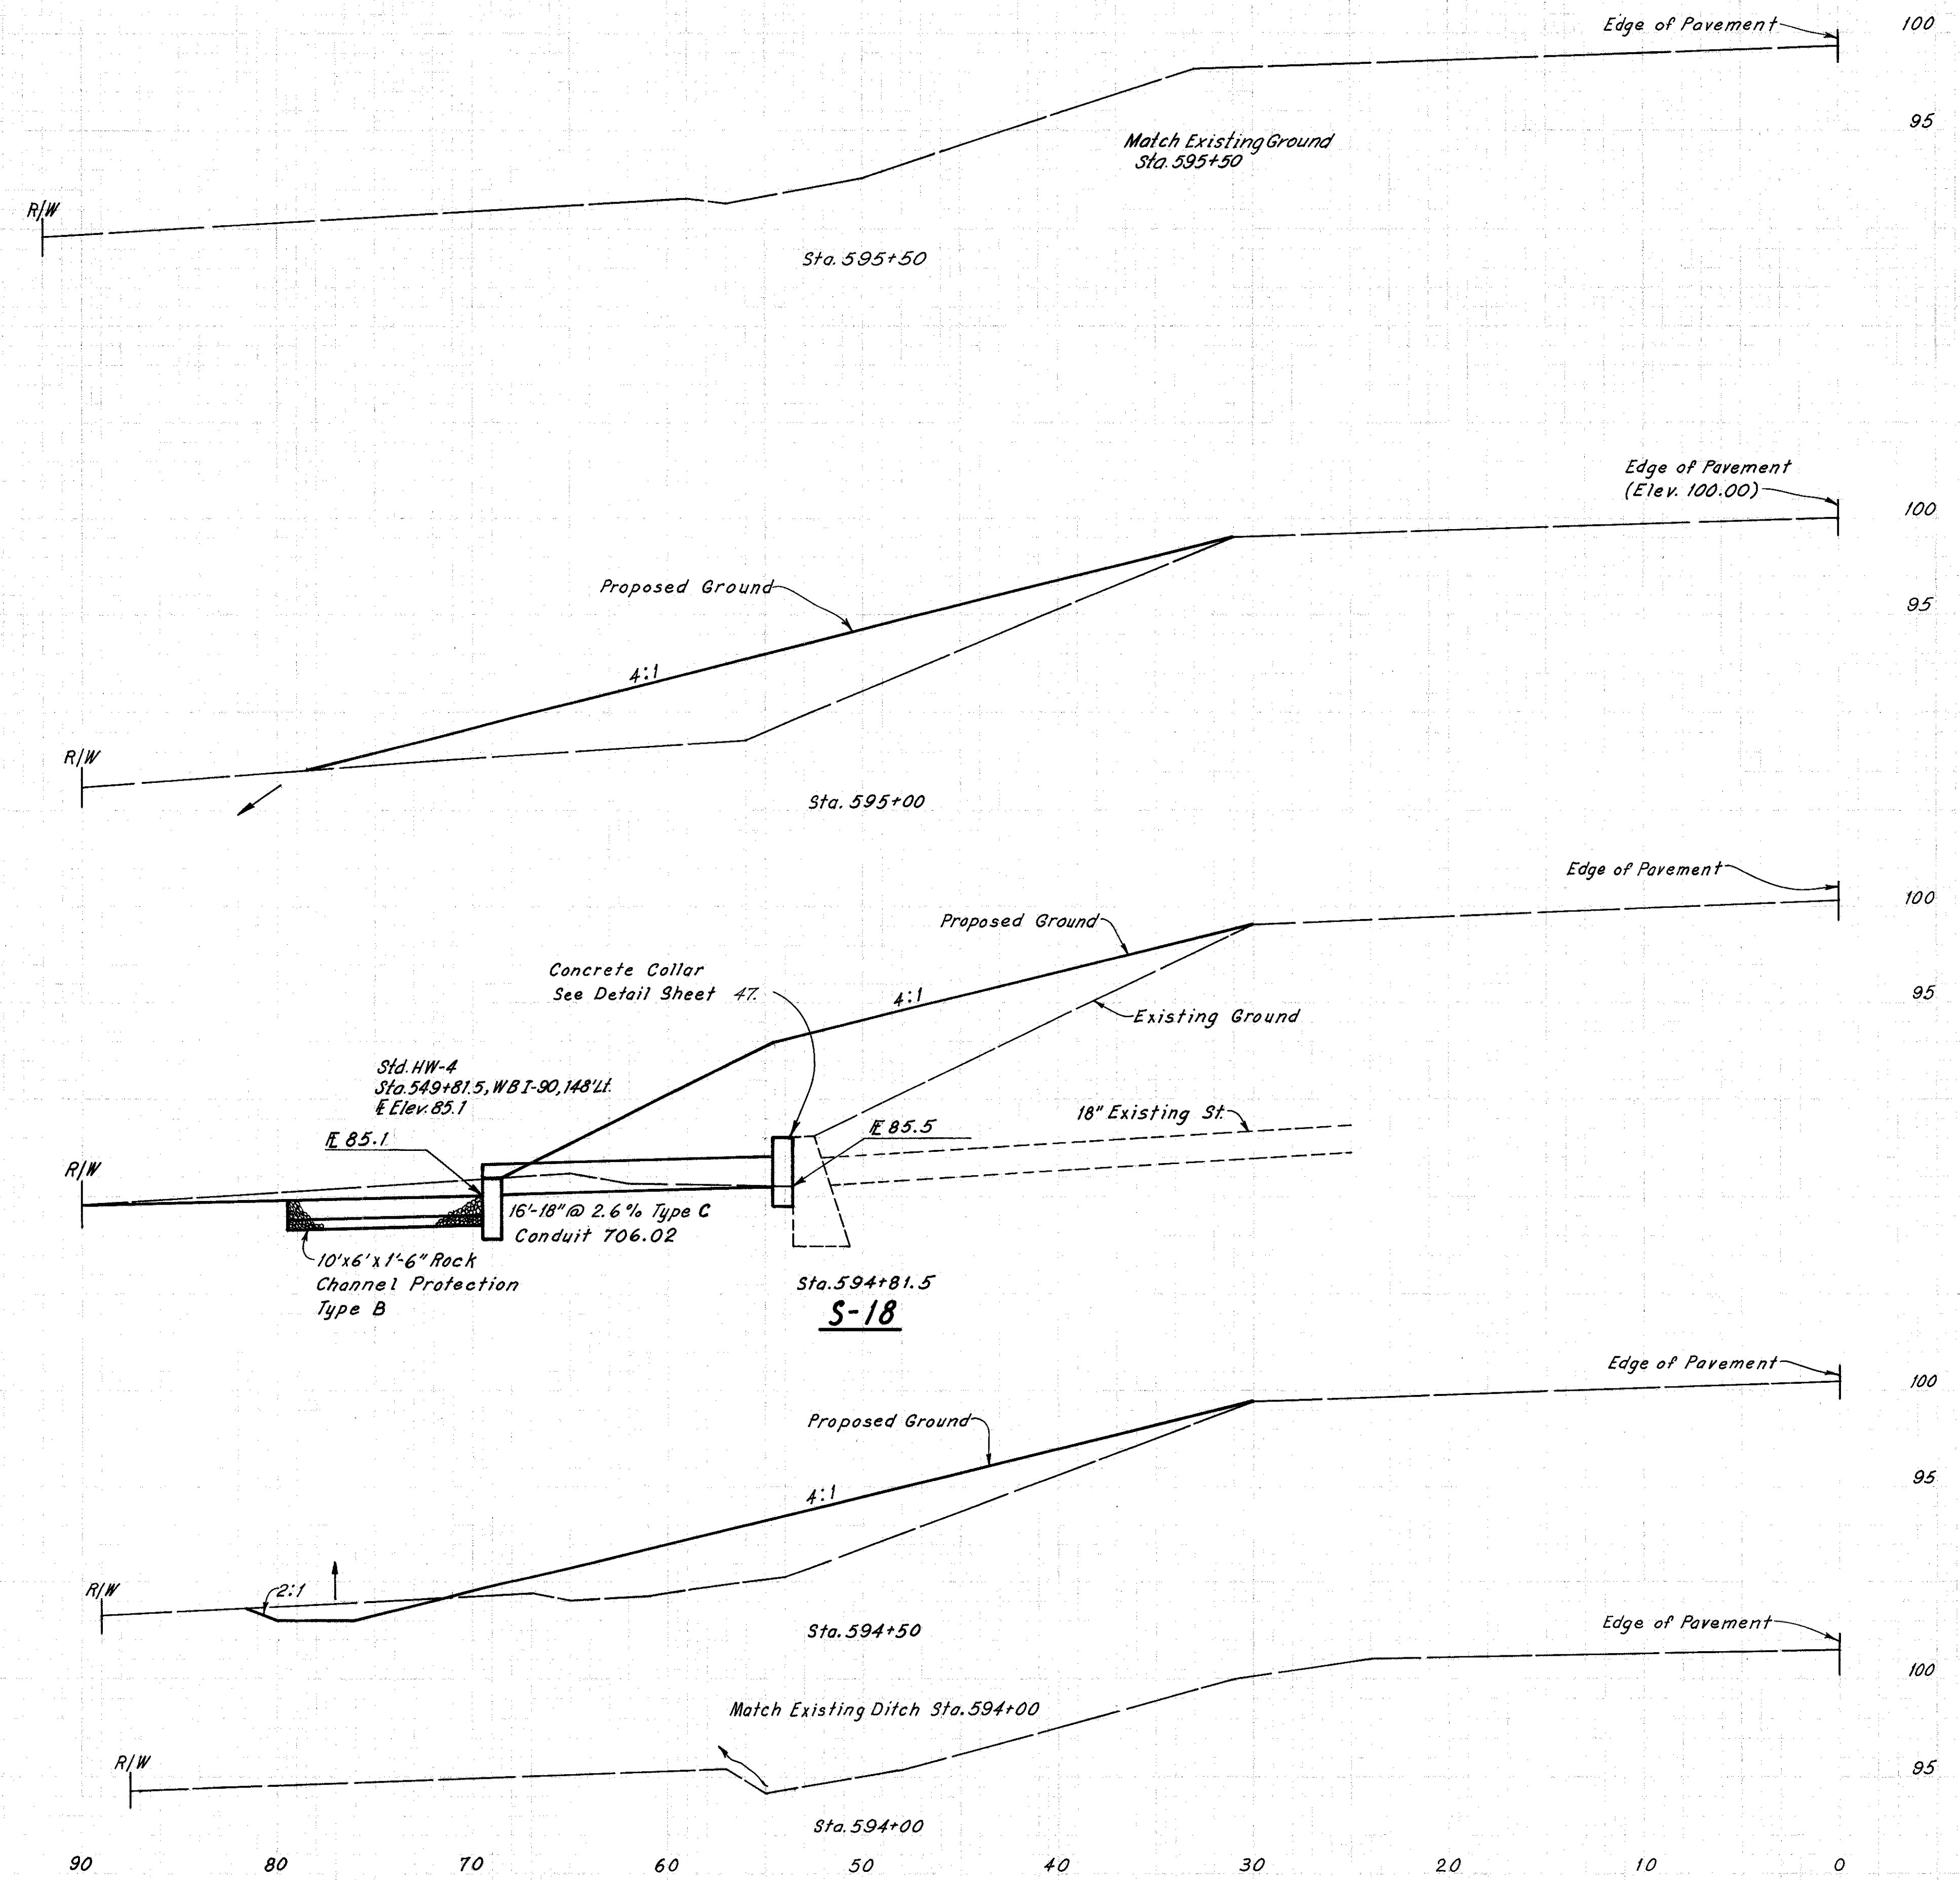 Edge of Pavement
100
95
Match Existing Ground
Sta. 595+50
R/W
Sta. 595+50
Edge of Pavement
(Elev. 100.00)
100
95
Proposed Ground
4:1
R/W
Sta. 595+00
Edge of Pavement
100
95
Proposed Ground
Concrete Collar
See Detail Sheet 47.
4:1
Existing Ground
Std. HW-4
Sta. 549+81.5, WB I-90, 148' Lt.
℄ Elev. 85.1
18" Existing St.
℄ 85.1
℄ 85.5
R/W
16'-18" @ 2.6% Type C
Conduit 706.02
10'x6'x1'-6" Rock
Channel Protection
Type B
Sta. 594+81.5
S-18
Edge of Pavement
100
95
Proposed Ground
4:1
R/W
2:1
Sta. 594+50
Edge of Pavement
100
95
Match Existing Ditch Sta. 594+00
R/W
Sta. 594+00
90 80 70 60 50 40 30 20 10 0